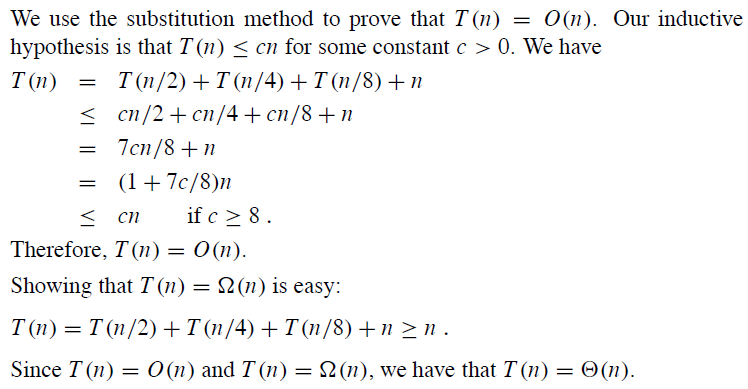 We use the substitution method to prove that T(n) = O(n). Our inductive
hypothesis is that T(n) ≤ cn for some constant c > 0. We have
T(n) = T(n/2) + T(n/4) + T(n/8) + n
≤ cn/2 + cn/4 + cn/8 + n
= 7cn/8 + n
= (1 + 7c/8)n
≤ cn if c ≥ 8 .
Therefore, T(n) = O(n).
Showing that T(n) = Ω(n) is easy:
T(n) = T(n/2) + T(n/4) + T(n/8) + n ≥ n .
Since T(n) = O(n) and T(n) = Ω(n), we have that T(n) = Θ(n).